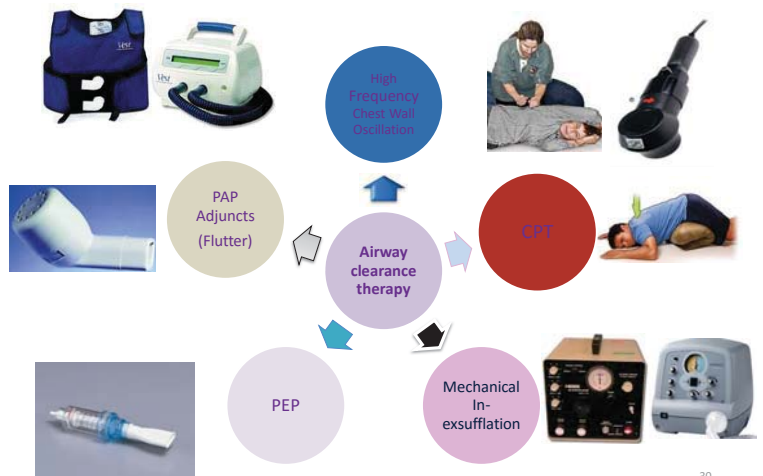 High
Frequency
Chest Wall
Oscillation
PAP
Adjuncts
(Flutter)
CPT
Airway
clearance
therapy
PEP
Mechanical
In-
exsufflation